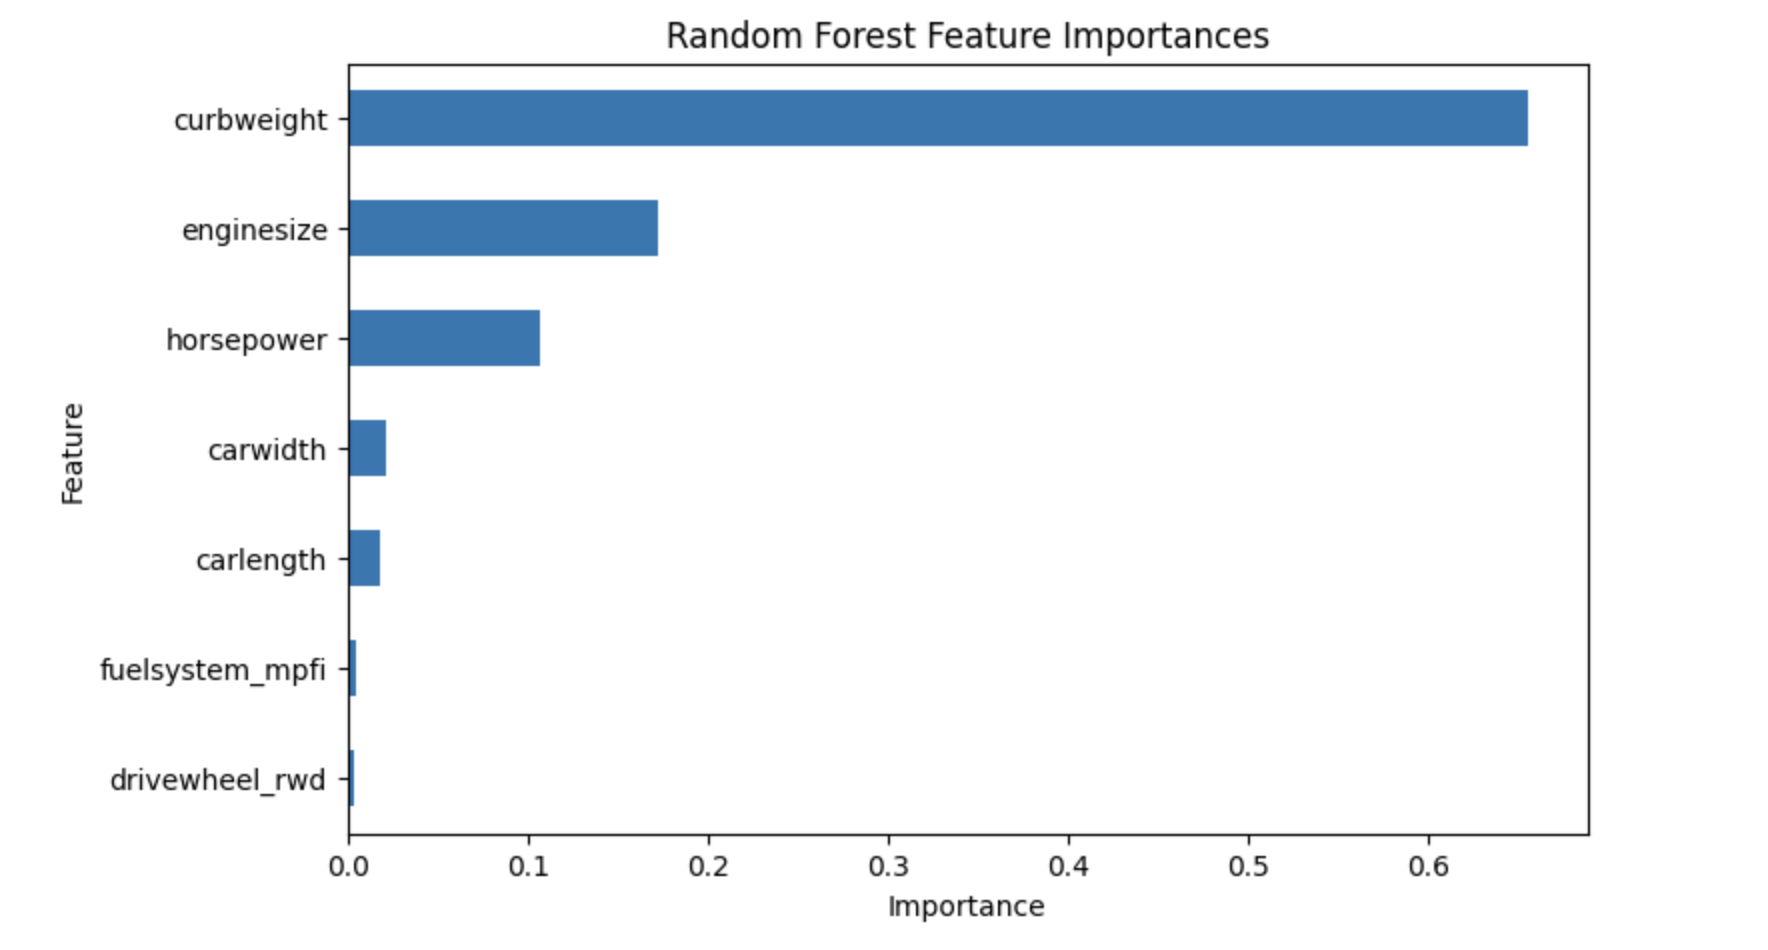 Random Forest Feature Importances
curbweight
enginesize
horsepower
carwidth
carlength
fuelsystem_mpfi
drivewheel_rwd
Feature
0.0 0.1 0.2 0.3 0.4 0.5 0.6
Importance